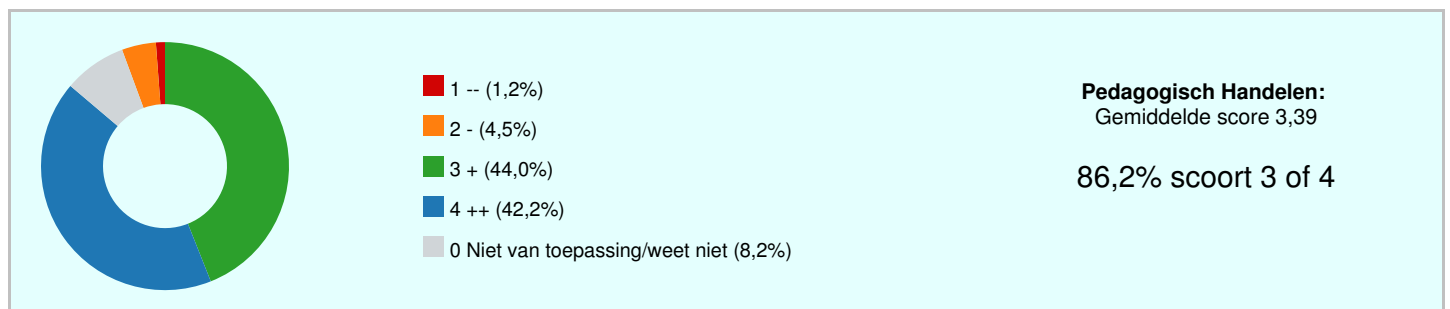 1 -- (1,2%)
2 - (4,5%)
3 + (44,0%)
4 ++ (42,2%)
0 Niet van toepassing/weet niet (8,2%)
Pedagogisch Handelen:
Gemiddelde score 3,39
86,2% scoort 3 of 4